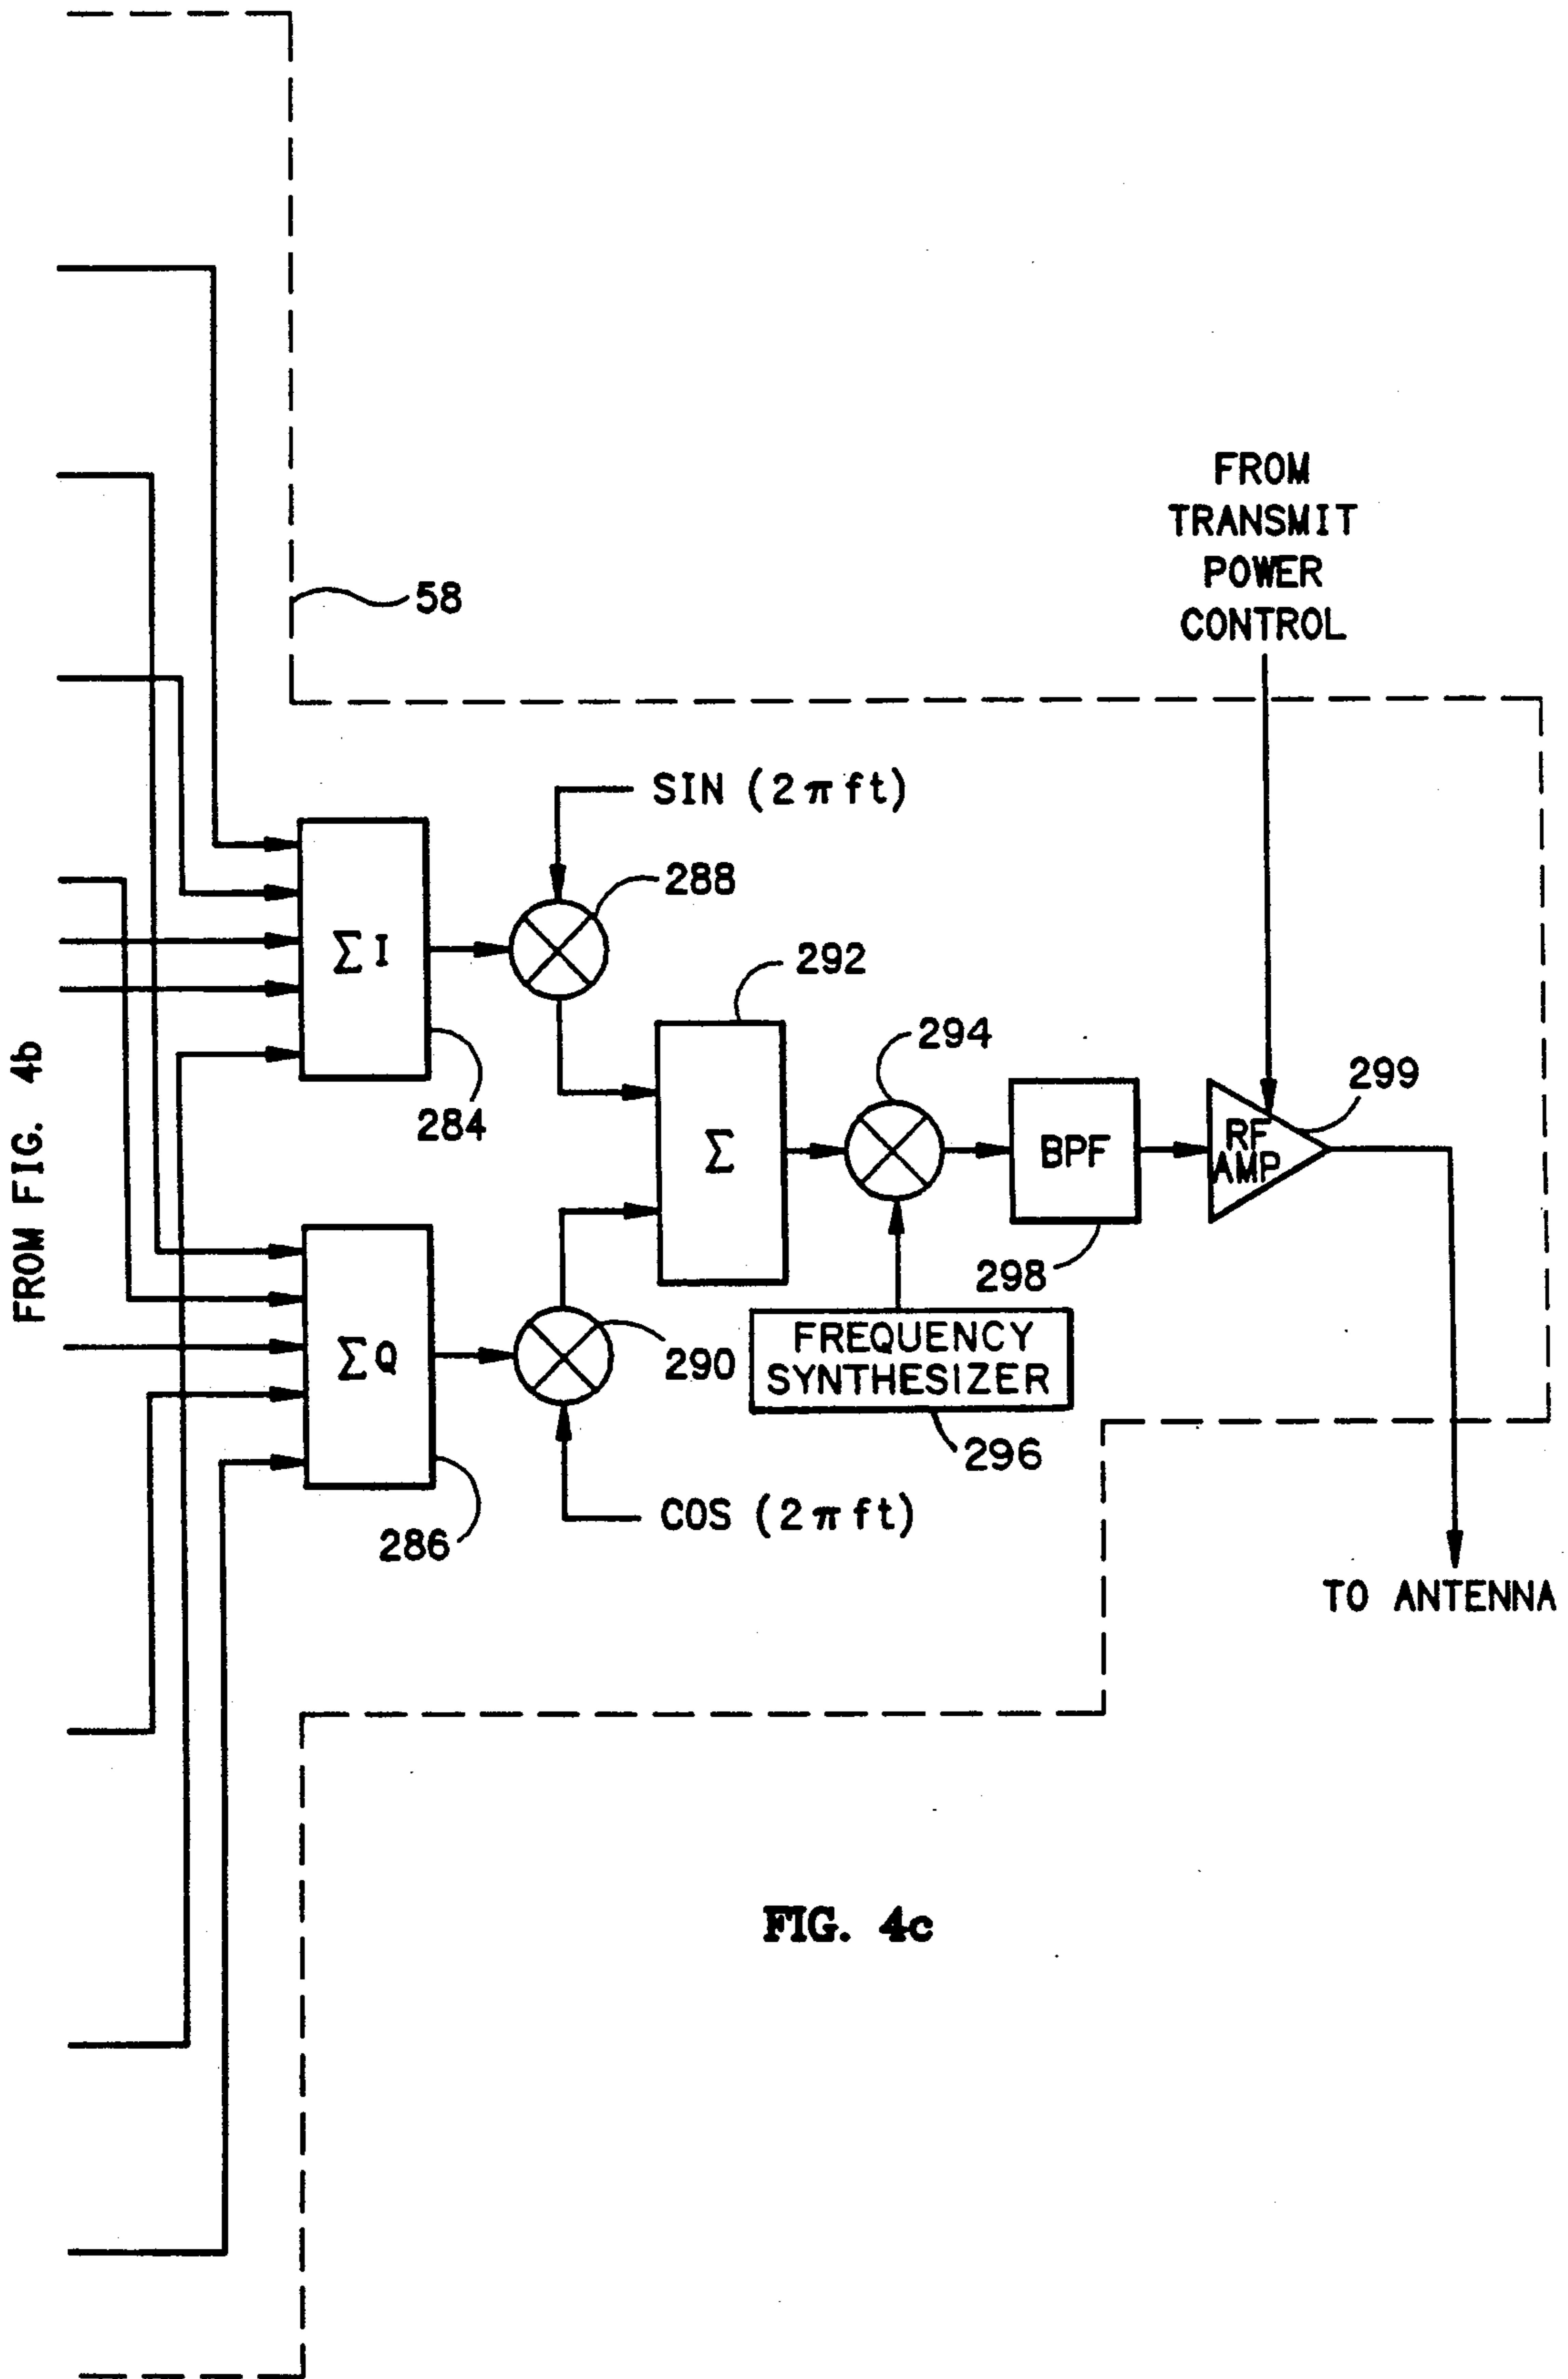 FROM FIG. 4b
58
FROM
TRANSMIT
POWER
CONTROL
SIN (2πft)
288
ΣI
284
292
Σ
294
BPF
298
RF
AMP
299
ΣQ
286
290
FREQUENCY
SYNTHESIZER
296
COS (2πft)
TO ANTENNA
FIG. 4c